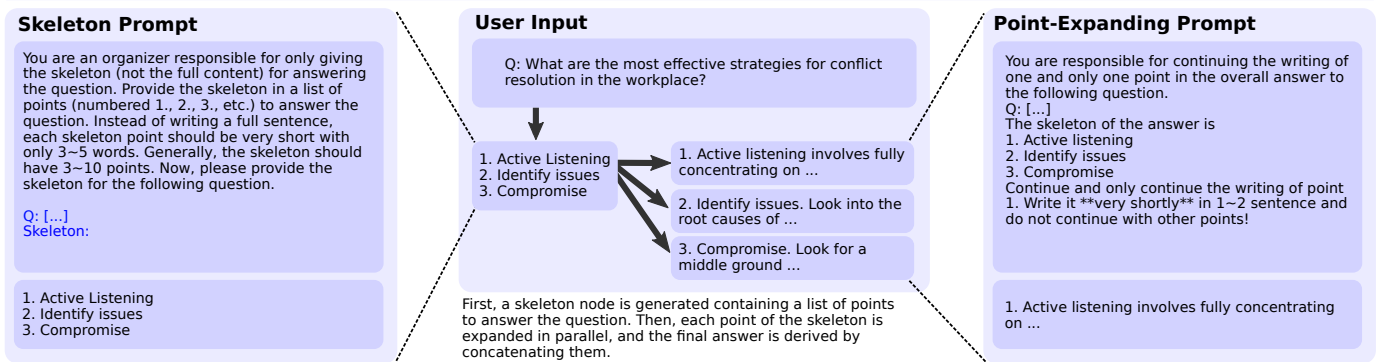 Skeleton Prompt
You are an organizer responsible for only giving
the skeleton (not the full content) for answering
the question. Provide the skeleton in a list of
points (numbered 1., 2., 3., etc.) to answer the
question. Instead of writing a full sentence,
each skeleton point should be very short with
only 3~5 words. Generally, the skeleton should
have 3~10 points. Now, please provide the
skeleton for the following question.
Q: [...]
Skeleton:
1. Active Listening
2. Identify issues
3. Compromise
User Input
Q: What are the most effective strategies for conflict
resolution in the workplace?
1. Active Listening
2. Identify issues
3. Compromise
1. Active listening involves fully
concentrating on ...
2. Identify issues. Look into the
root causes of ...
3. Compromise. Look for a
middle ground ...
First, a skeleton node is generated containing a list of points
to answer the question. Then, each point of the skeleton is
expanded in parallel, and the final answer is derived by
concatenating them.
Point-Expanding Prompt
You are responsible for continuing the writing of
one and only one point in the overall answer to
the following question.
Q: [...]
The skeleton of the answer is
1. Active listening
2. Identify issues
3. Compromise
Continue and only continue the writing of point
1. Write it **very shortly** in 1~2 sentence and
do not continue with other points!
1. Active listening involves fully concentrating
on ...